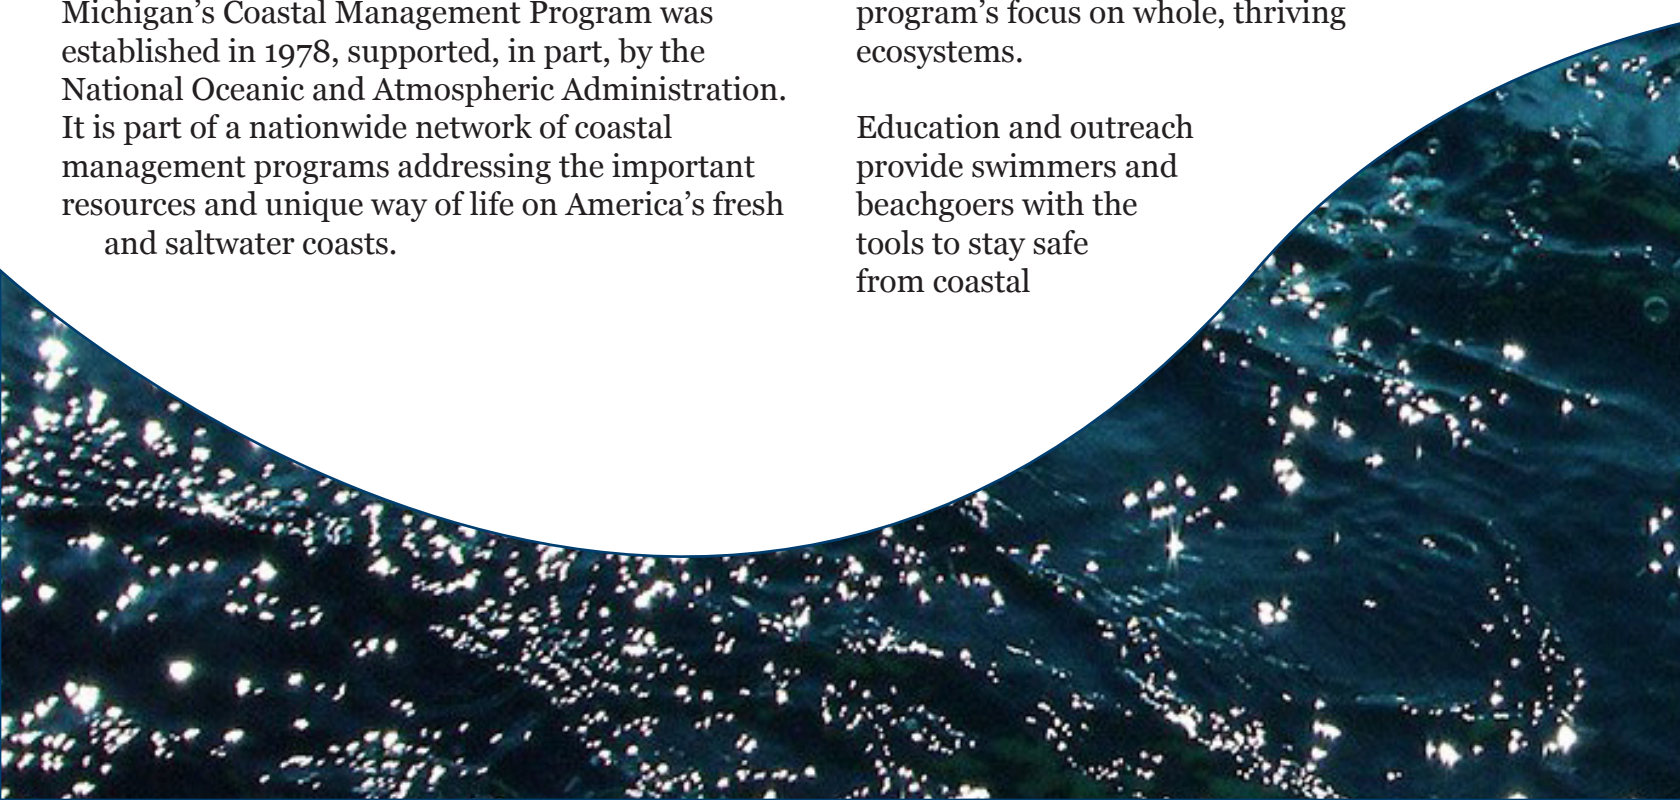 Michigan’s Coastal Management Program was
established in 1978, supported, in part, by the
National Oceanic and Atmospheric Administration.
It is part of a nationwide network of coastal
management programs addressing the important
resources and unique way of life on America’s fresh
and saltwater coasts.
program’s focus on whole, thriving
ecosystems.
Education and outreach
provide swimmers and
beachgoers with the
tools to stay safe
from coastal